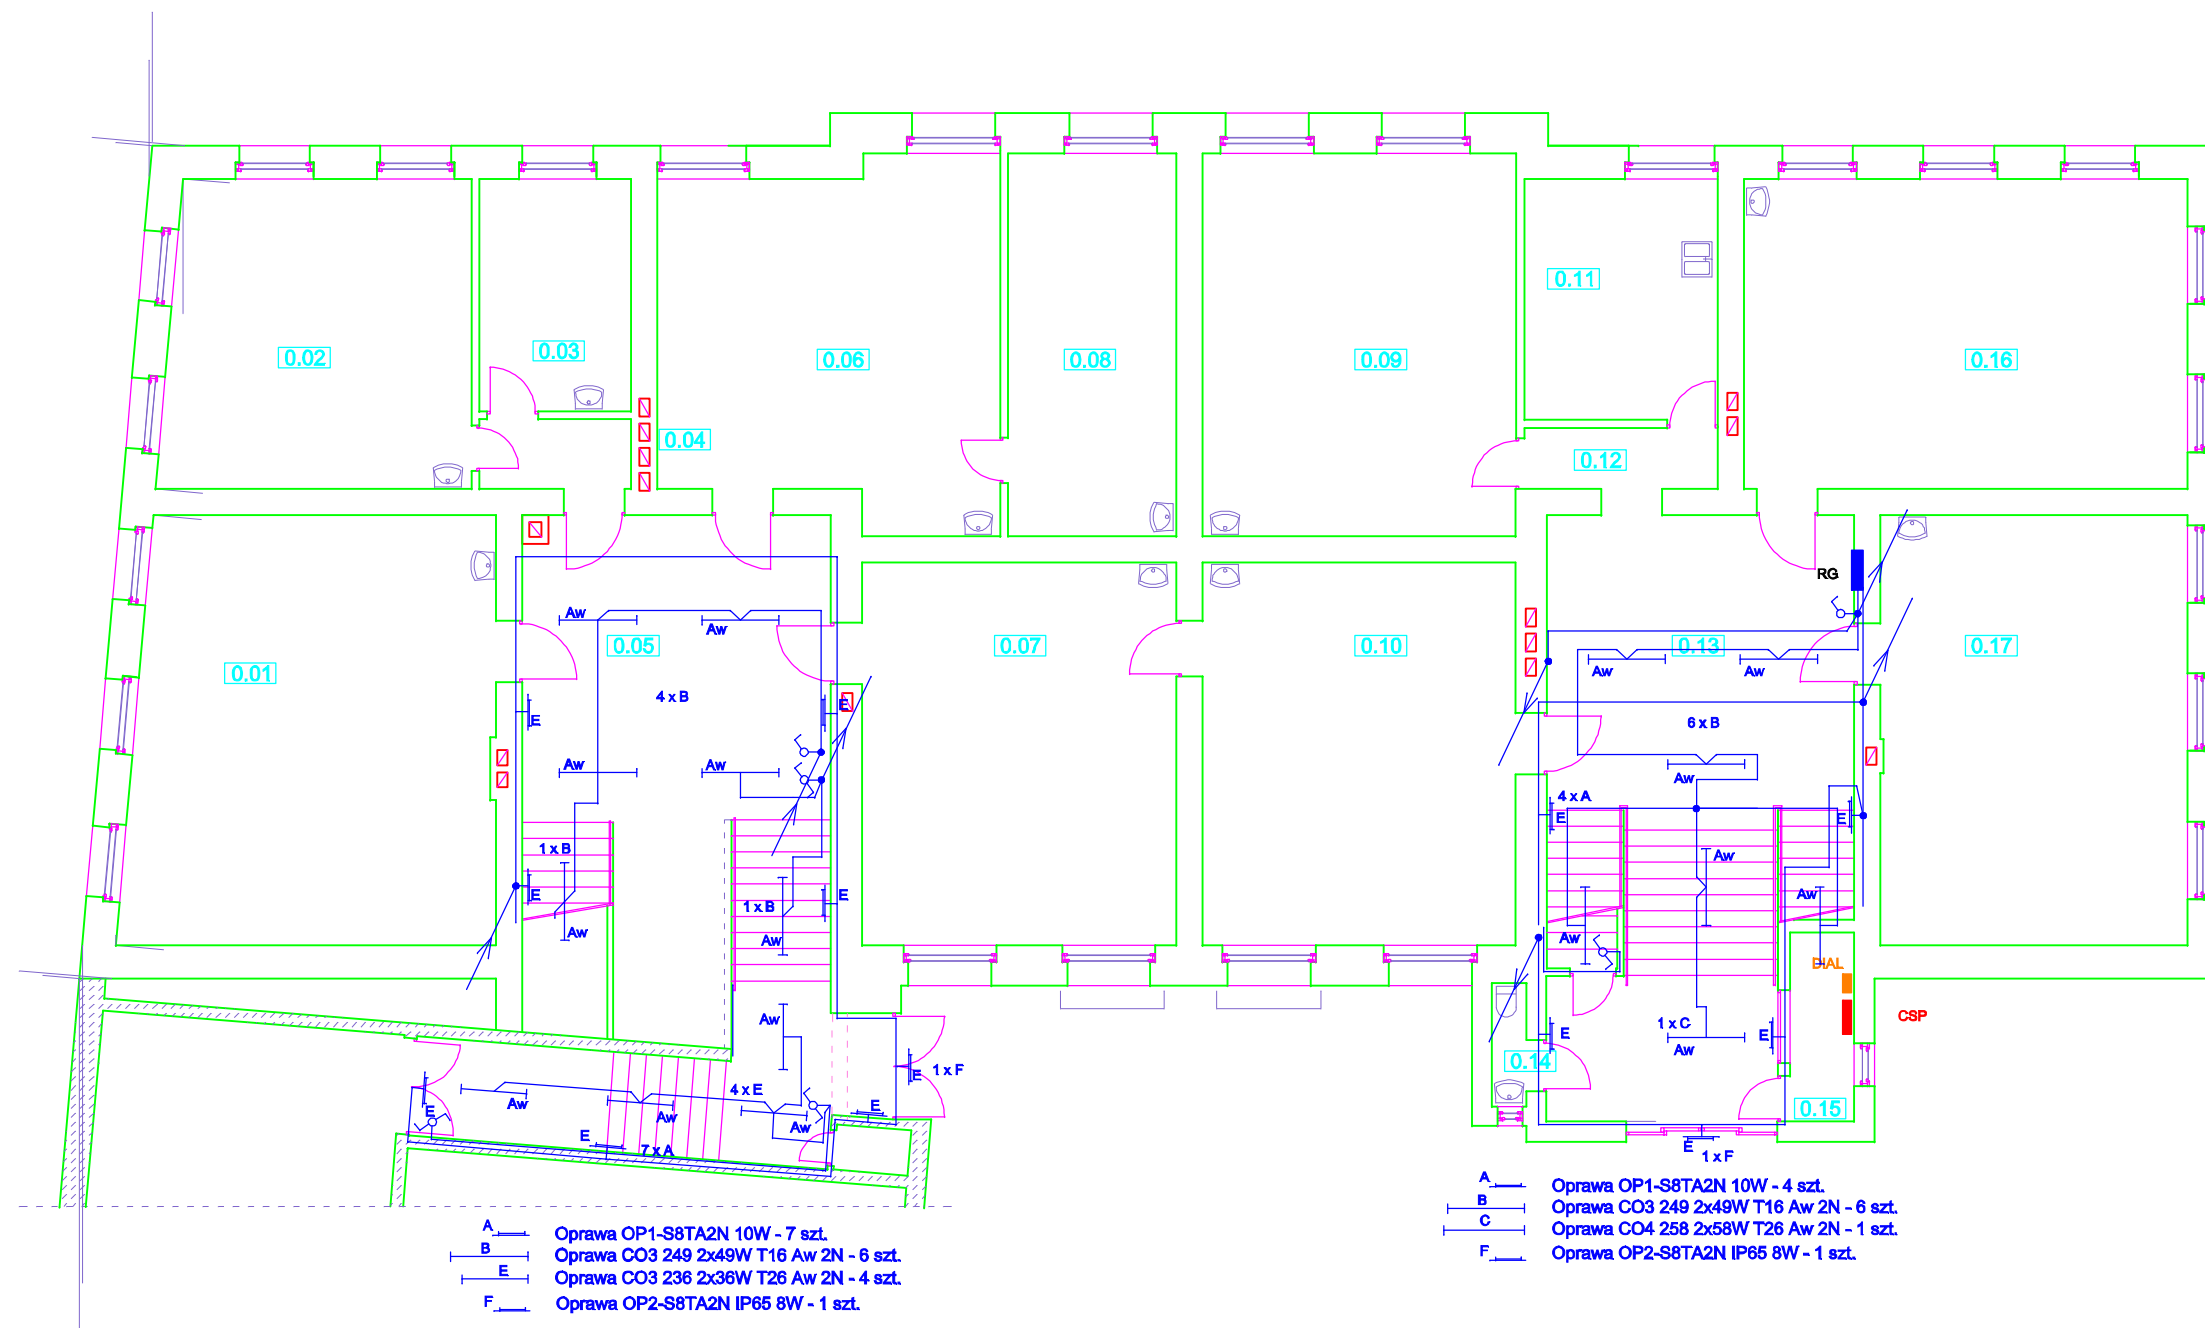 0.02
0.03
0.04
0.06
0.08
0.09
0.11
0.12
0.16
RG
0.01
Aw
0.05
Aw
0.07
0.10
0.13
Aw
Aw
0.17
4 x B
E
E
6 x B
Aw
Aw
Aw
4 x A
E
E
1 x B
E
Aw
1 x B
E
Aw
Aw
Aw
Aw
DIAL
CSP
Aw
1 x C
E
E
Aw
0.14
0.15
1 x F
E
4 x E
E
Aw
Aw
Aw
E
E
7 x A
E
1 x F
A
Oprawa OP1-S8TA2N 10W - 7 szt.
B
Oprawa CO3 249 2x49W T16 Aw 2N - 6 szt.
E
Oprawa CO3 236 2x36W T26 Aw 2N - 4 szt.
F
Oprawa OP2-S8TA2N IP65 8W - 1 szt.
A
Oprawa OP1-S8TA2N 10W - 4 szt.
B
Oprawa CO3 249 2x49W T16 Aw 2N - 6 szt.
C
Oprawa CO4 258 2x58W T26 Aw 2N - 1 szt.
F
Oprawa OP2-S8TA2N IP65 8W - 1 szt.